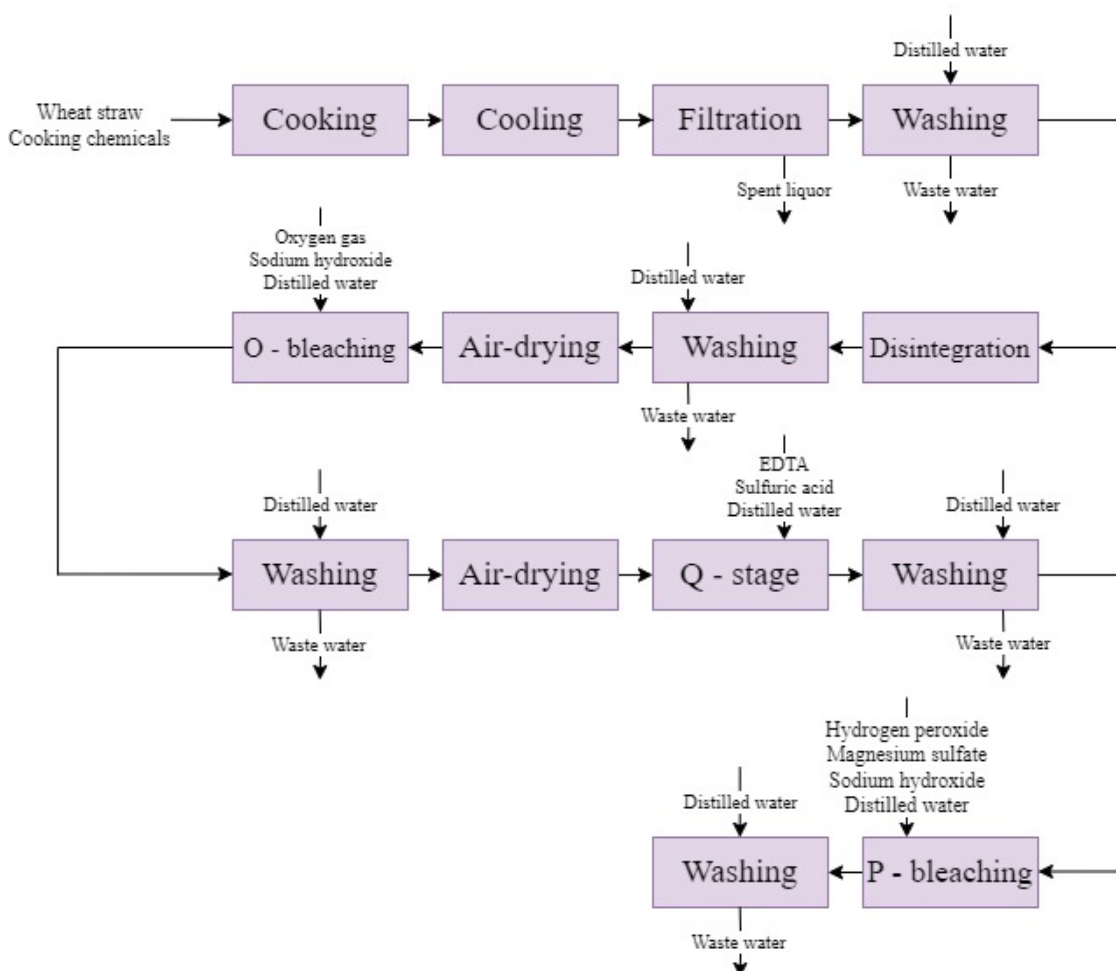 Distilled water
Wheat straw
Cooking chemicals
Cooking
Cooling
Filtration
Washing
Spent liquor
Waste water
Oxygen gas
Sodium hydroxide
Distilled water
Distilled water
O - bleaching
Air-drying
Washing
Disintegration
Waste water
EDTA
Sulfuric acid
Distilled water
Distilled water
Distilled water
Washing
Air-drying
Q - stage
Washing
Waste water
Waste water
Hydrogen peroxide
Magnesium sulfate
Sodium hydroxide
Distilled water
Distilled water
Washing
P - bleaching
Waste water